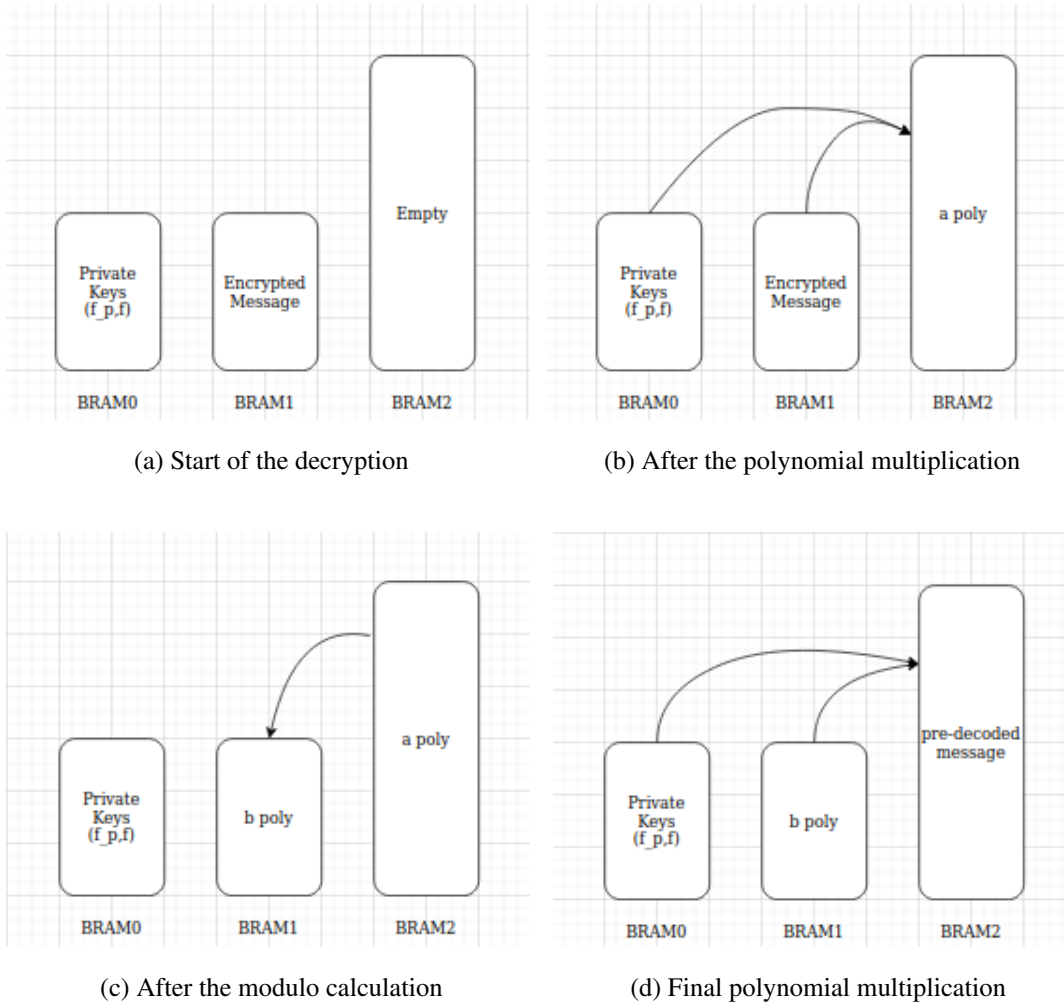 Empty
Private
Keys
(f_p,f)
Encrypted
Message
BRAM0
BRAM1
BRAM2
(a) Start of the decryption
a poly
Private
Keys
(f_p,f)
Encrypted
Message
BRAM0
BRAM1
BRAM2
(b) After the polynomial multiplication
a poly
Private
Keys
(f_p,f)
b poly
BRAM0
BRAM1
BRAM2
(c) After the modulo calculation
pre-decoded
message
Private
Keys
(f_p,f)
b poly
BRAM0
BRAM1
BRAM2
(d) Final polynomial multiplication